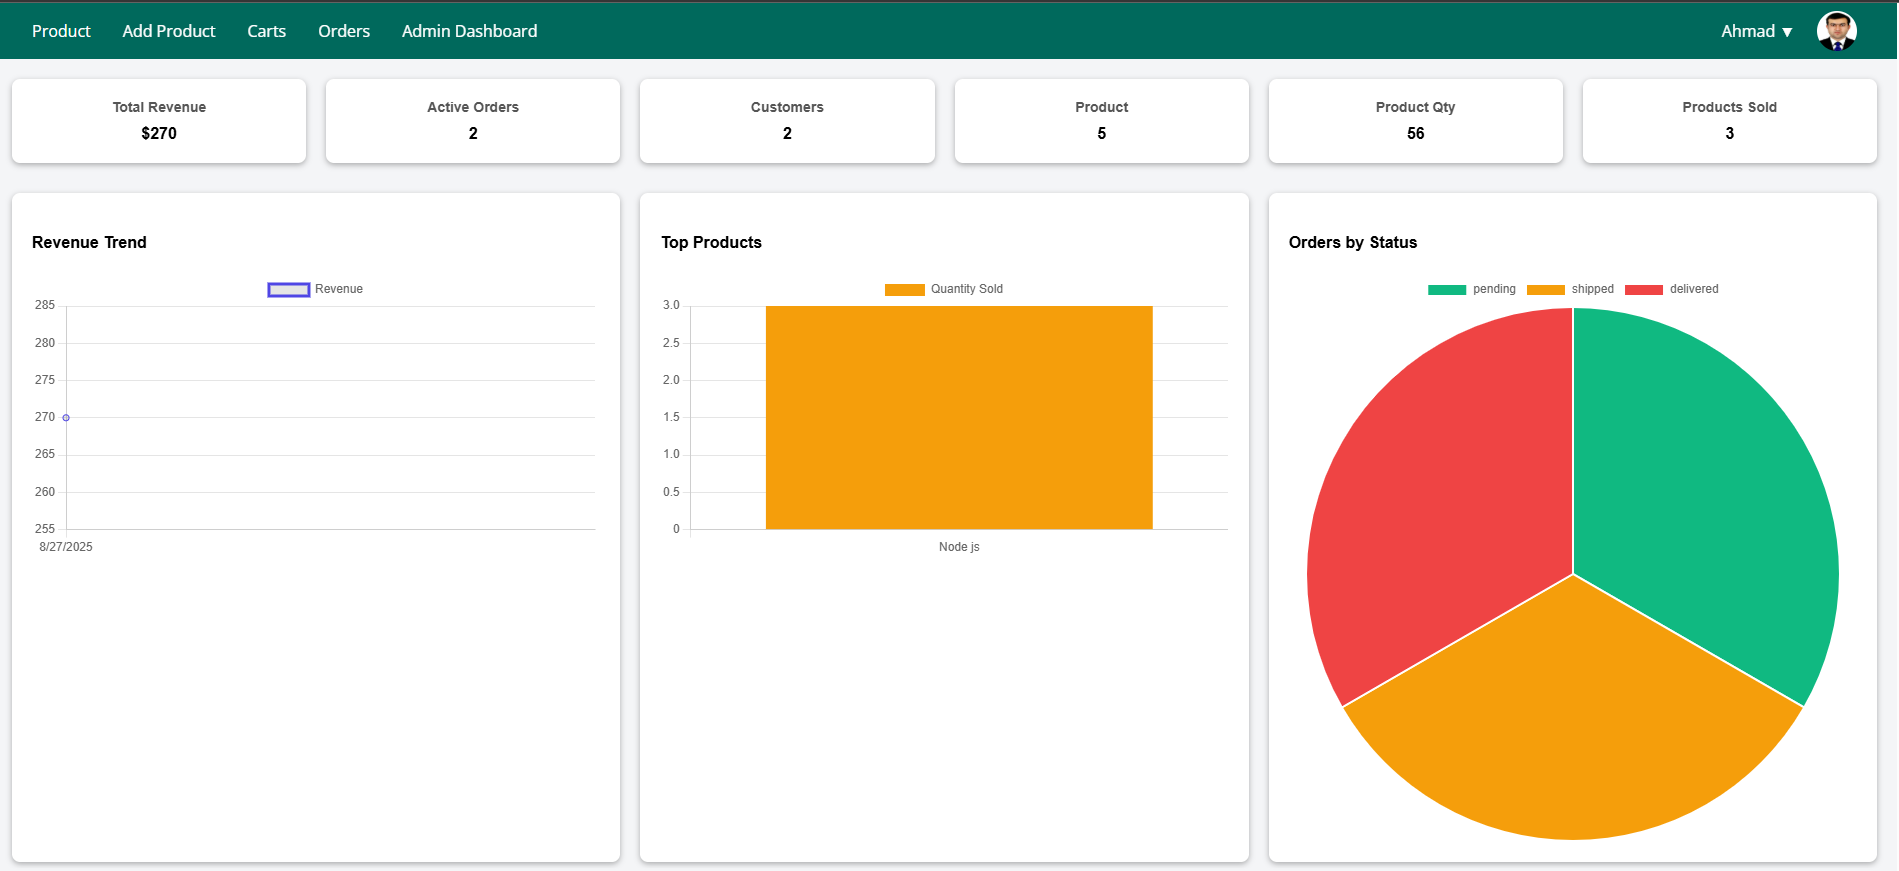 Product Add Product Carts Orders Admin Dashboard Ahmad ▼
Total Revenue
$270
Active Orders
2
Customers
2
Product
5
Product Qty
56
Products Sold
3
Revenue Trend
Revenue
285
280
275
270
265
260
255
8/27/2025
Top Products
Quantity Sold
3.0
2.5
2.0
1.5
1.0
0.5
0
Node js
Orders by Status
pending shipped delivered